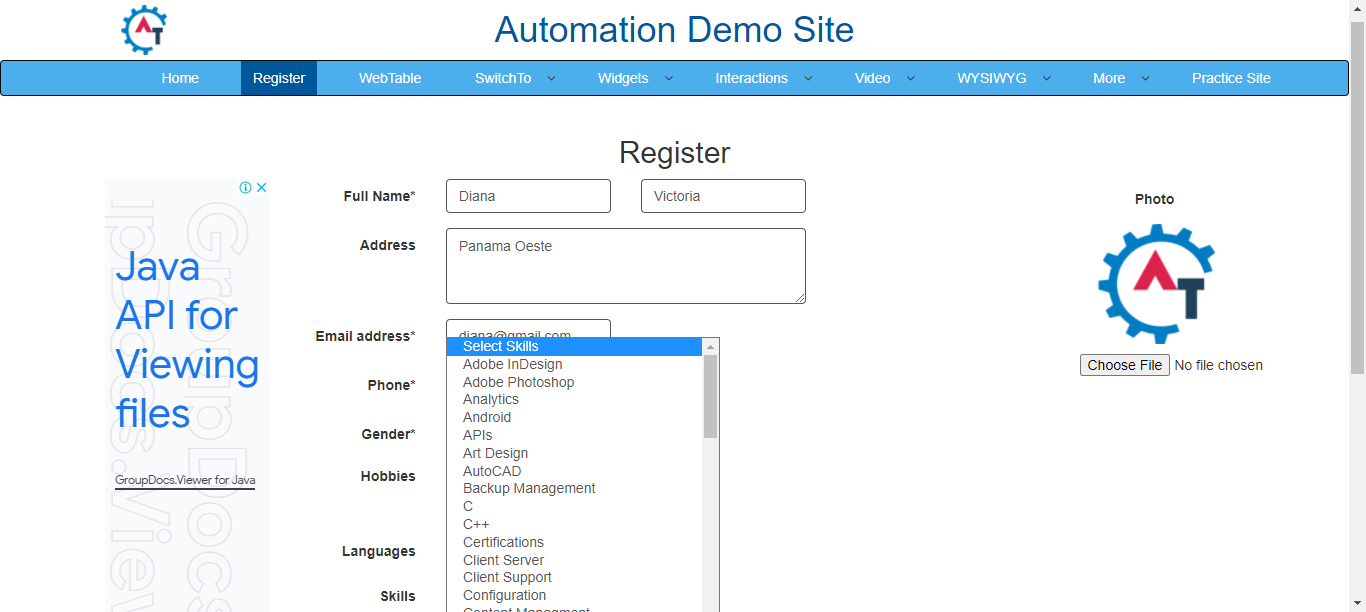 Automation Demo Site
Home Register WebTable SwitchTo Widgets Interactions Video WYSIWYG More Practice Site
Register
Full Name* Diana Victoria
Address Panama Oeste
Email address* diana@gmail.com
Phone*
Gender*
Hobbies
Languages
Skills
Select Skills
Adobe InDesign
Adobe Photoshop
Analytics
Android
APIs
Art Design
AutoCAD
Backup Management
C
C++
Certifications
Client Server
Client Support
Configuration
Content Managment
Photo
AT
Choose File No file chosen
Java
API for
Viewing
files
GroupDocs.Viewer for Java